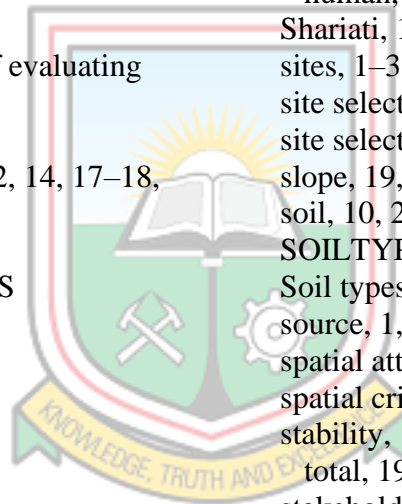 evaluating
2, 14, 17–18,
S
Shariati, 1
sites, 1–3
site select
site select
slope, 19,
soil, 10, 2
SOILTYP
Soil types
source, 1,
spatial att
spatial cri
stability,
total, 19
KNOWLEDGE, TRUTH AND EXCELLENCE